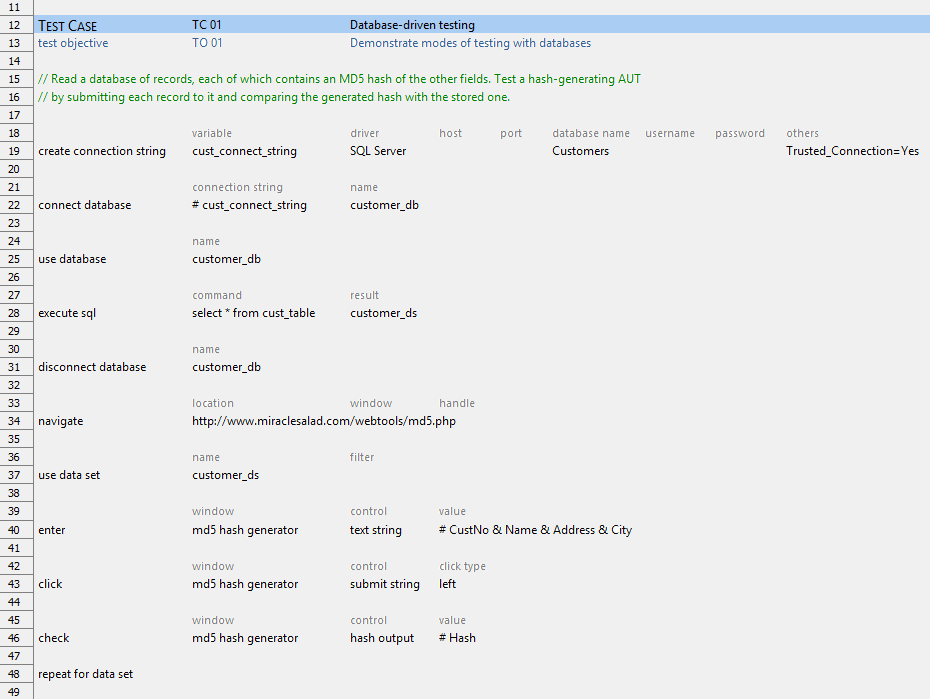 11
12 TEST CASE TC 01 Database-driven testing
13 test objective TO 01 Demonstrate modes of testing with databases
14
15 // Read a database of records, each of which contains an MD5 hash of the other fields. Test a hash-generating AUT
16 // by submitting each record to it and comparing the generated hash with the stored one.
17
18 variable driver host port database name username password others
19 create connection string cust_connect_string SQL Server Customers Trusted_Connection=Yes
20
21 connection string name
22 connect database # cust_connect_string customer_db
23
24 name
25 use database customer_db
26
27 command result
28 execute sql select * from cust_table customer_ds
29
30 name
31 disconnect database customer_db
32
33 location window handle
34 navigate http://www.miraclesalad.com/webtools/md5.php
35
36 name filter
37 use data set customer_ds
38
39 window control value
40 enter md5 hash generator text string # CustNo & Name & Address & City
41
42 window control click type
43 click md5 hash generator submit string left
44
45 window control value
46 check md5 hash generator hash output # Hash
47
48 repeat for data set
49